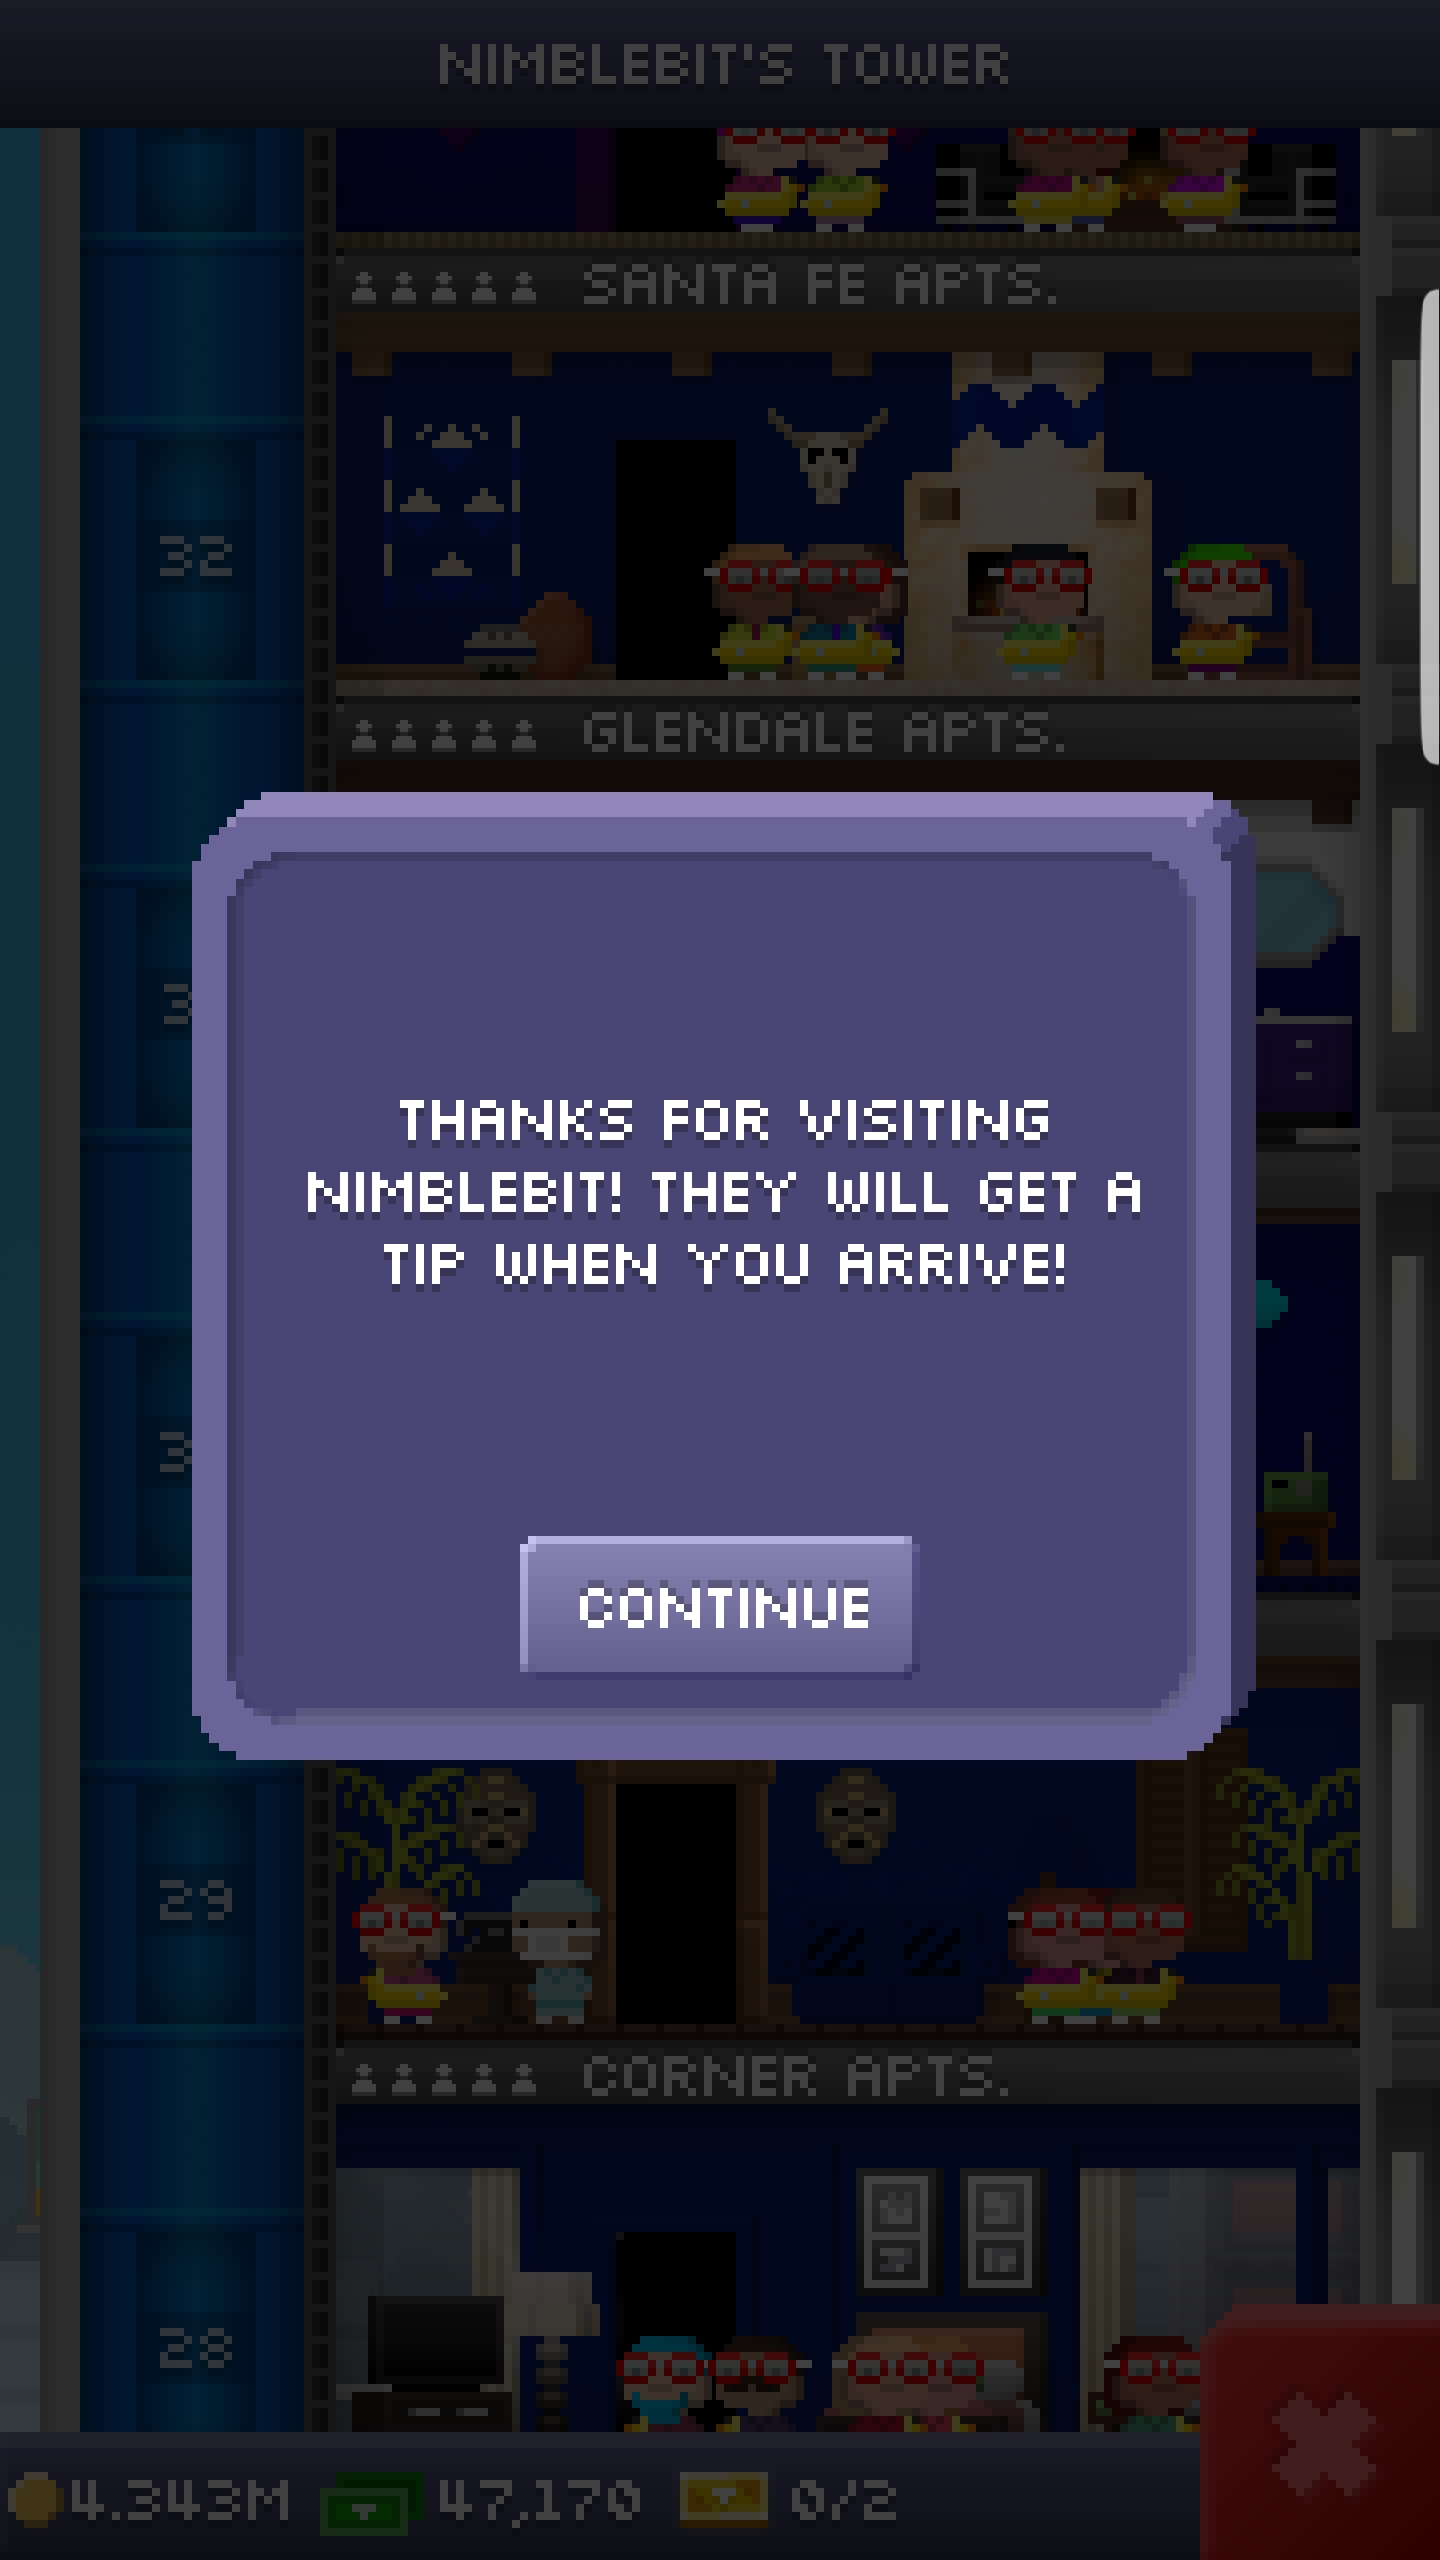 NIMBLEBIT'S TOWER
SANTA FE APTS.
32
GLENDALE APTS.
THANKS FOR VISITING
NIMBLEBIT! THEY WILL GET A
TIP WHEN YOU ARRIVE!
CONTINUE
29
CORNER APTS.
28
4.343M 47,170 0/2